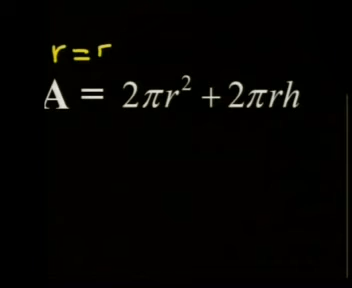 r = r
A = 2πr² + 2πrh